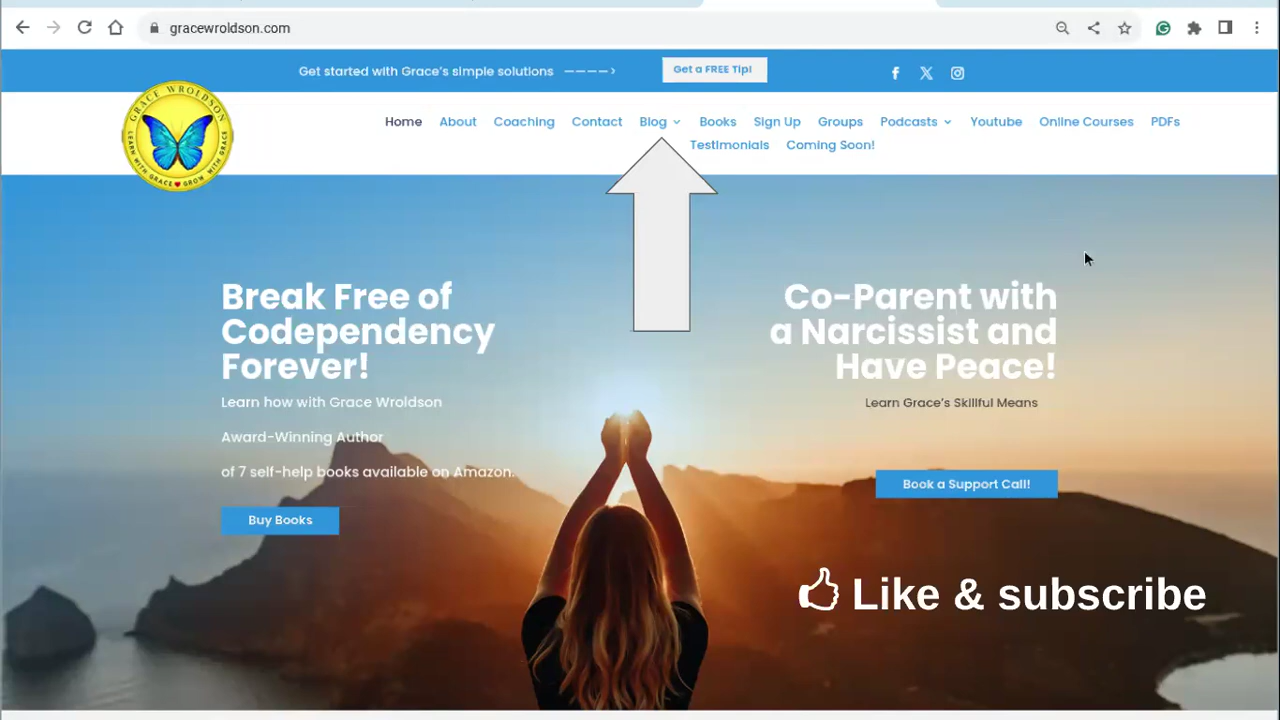 gracewroldson.com
Get started with Grace's simple solutions ----> Get a FREE Tip!
GRACE WROLDSON
LEARN WITH GRACE GROW WITH GRACE
Home About Coaching Contact Blog Books Sign Up Groups Podcasts Youtube Online Courses PDFs
Testimonials Coming Soon!
Break Free of
Codependency
Forever!
Learn how with Grace Wroldson
Award-Winning Author
of 7 self-help books available on Amazon.
Buy Books
Co-Parent with
a Narcissist and
Have Peace!
Learn Grace's Skillful Means
Book a Support Call!
Like & subscribe